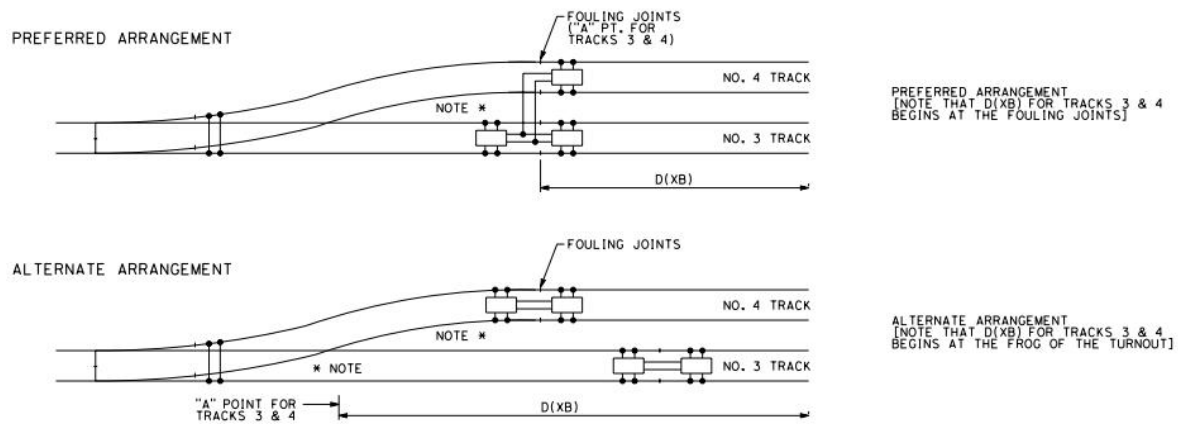 FOULING JOINTS
("A" PT. FOR
TRACKS 3 & 4)
PREFERRED ARRANGEMENT
NO. 4 TRACK
NOTE *
NO. 3 TRACK
D(XB)
PREFERRED ARRANGEMENT
[NOTE THAT D(XB) FOR TRACKS 3 & 4
BEGINS AT THE FOULING JOINTS]
FOULING JOINTS
ALTERNATE ARRANGEMENT
NO. 4 TRACK
NOTE *
* NOTE
NO. 3 TRACK
"A" POINT FOR
TRACKS 3 & 4
D(XB)
ALTERNATE ARRANGEMENT
[NOTE THAT D(XB) FOR TRACKS 3 & 4
BEGINS AT THE FROG OF THE TURNOUT]